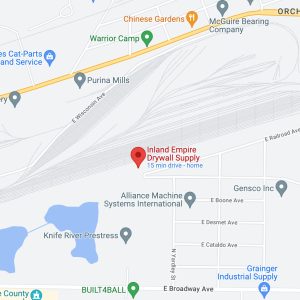 ORCH
Chinese Gardens
McGuire Bearing
Company
Warrior Camp
es Cat-Parts
and Service
Purina Mills
ery
E Wisconsin Ave
E Railroad Ave
Inland Empire
Drywall Supply
15 min drive - home
Alliance Machine
Systems International
Gensco Inc
E Boone Ave
E Desmet Ave
Knife River Prestress
N Yardley St
E Cataldo Ave
Grainger
Industrial Supply
e County
BUILT4BALL
E Broadway Ave